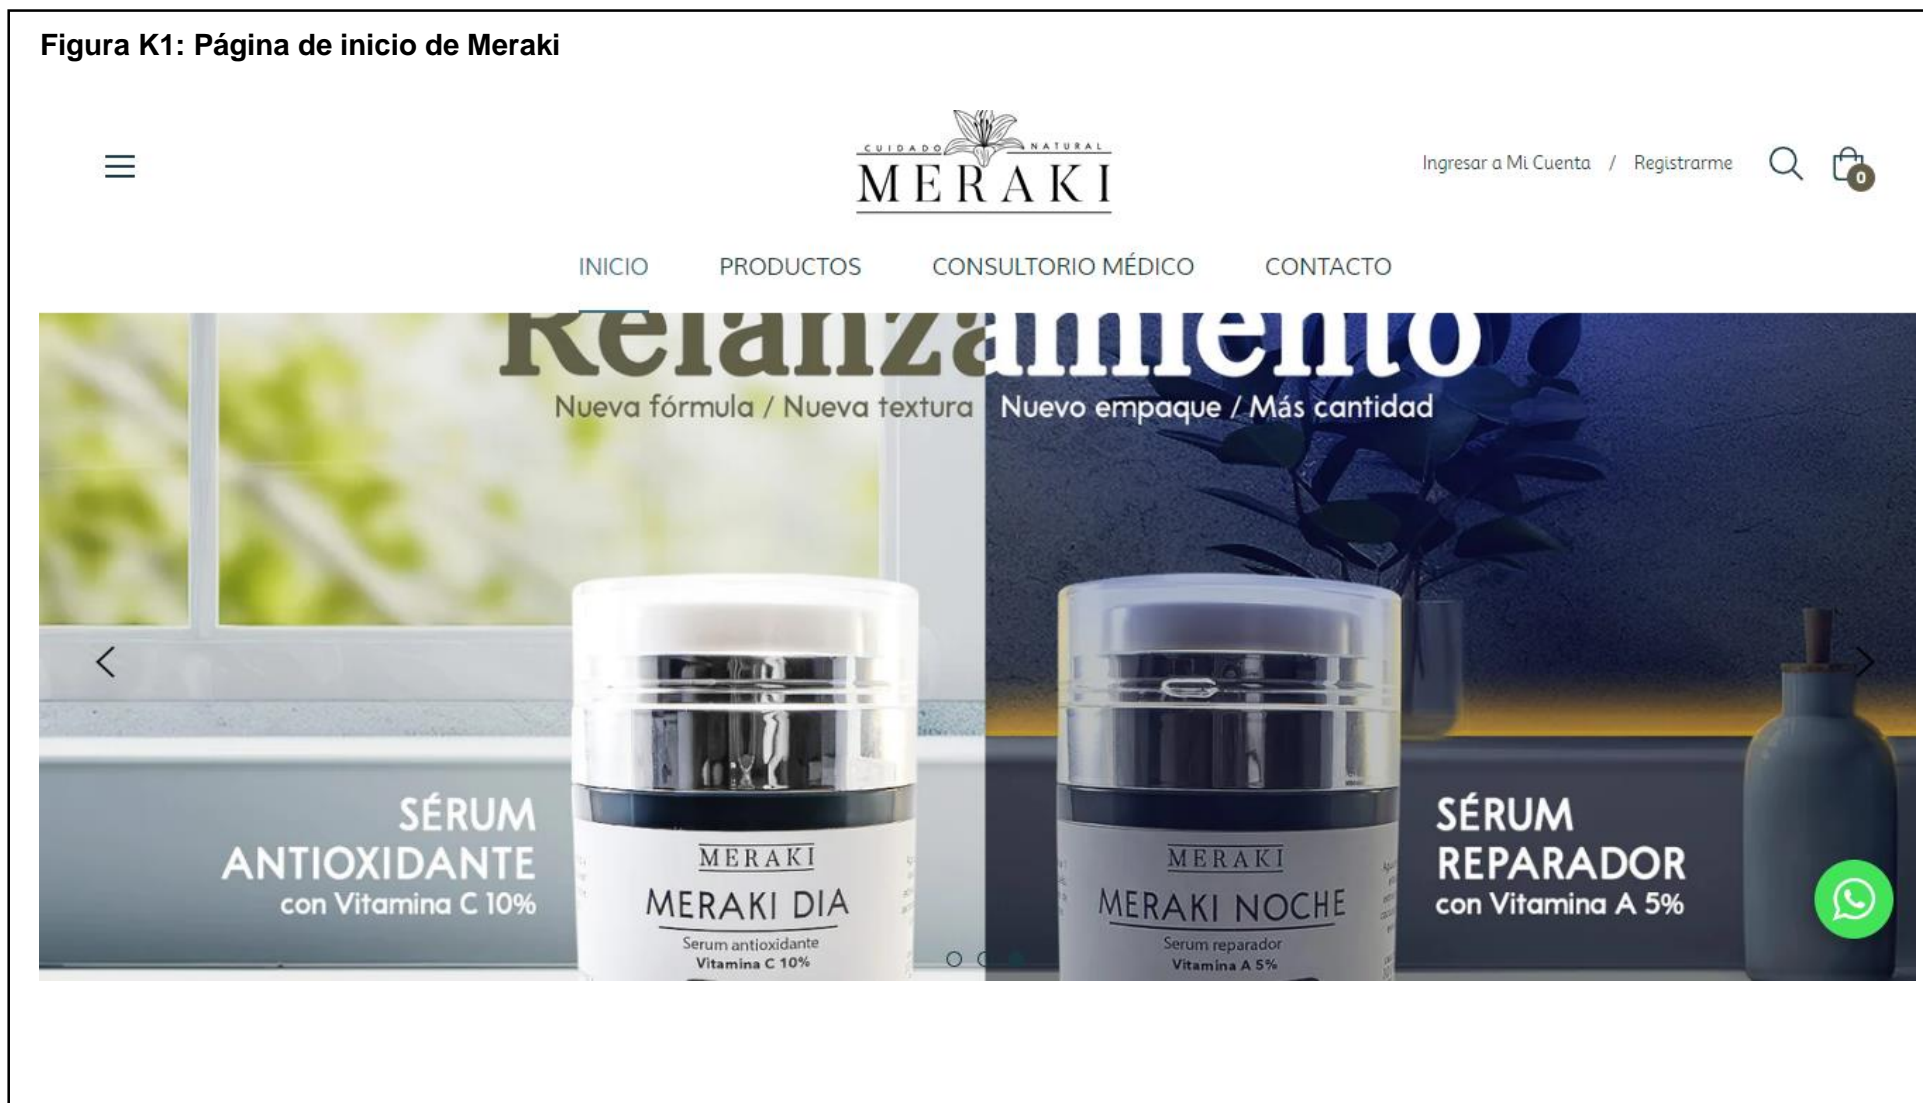 Figura K1: Página de inicio de Meraki
CUIDADO NATURAL
MERAKI
Ingresar a Mi Cuenta / Registrarme
0
INICIO PRODUCTOS CONSULTORIO MÉDICO CONTACTO
Relanzamiento
Nueva fórmula / Nueva textura Nuevo empaque / Más cantidad
SÉRUM
ANTIOXIDANTE
con Vitamina C 10%
MERAKI
MERAKI DIA
Serum antioxidante
Vitamina C 10%
MERAKI
MERAKI NOCHE
Serum reparador
Vitamina A 5%
SÉRUM
REPARADOR
con Vitamina A 5%